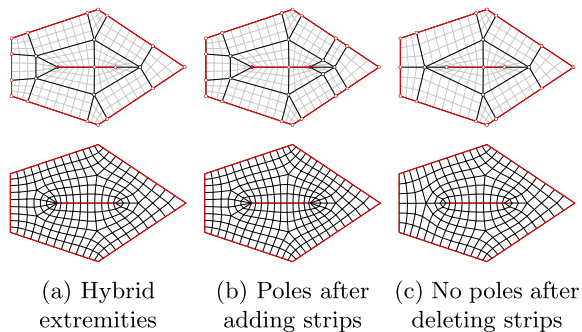 (a) Hybrid
extremities
(b) Poles after
adding strips
(c) No poles after
deleting strips